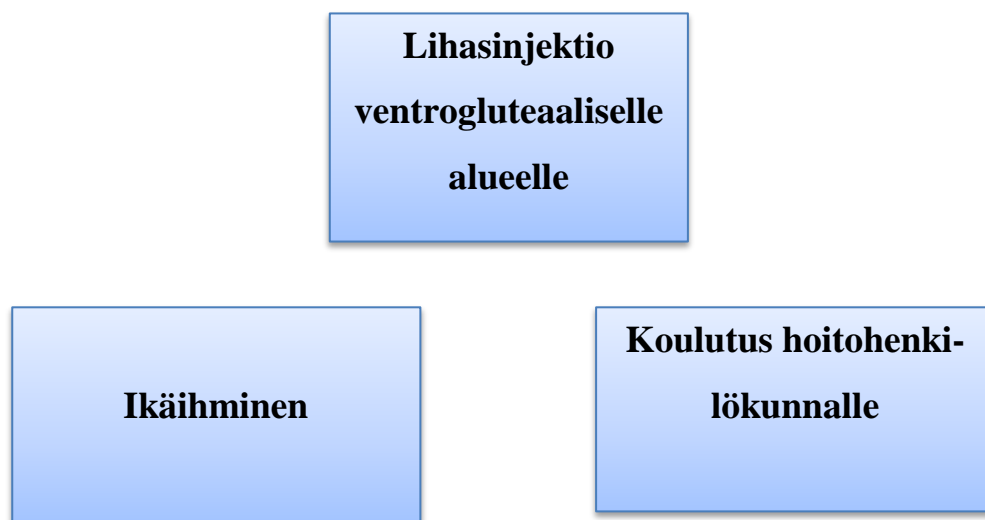 Lihasinjektio
ventrogluteaaliselle
alueelle
Ikäihminen
Koulutus hoitohenki-
lökunnalle